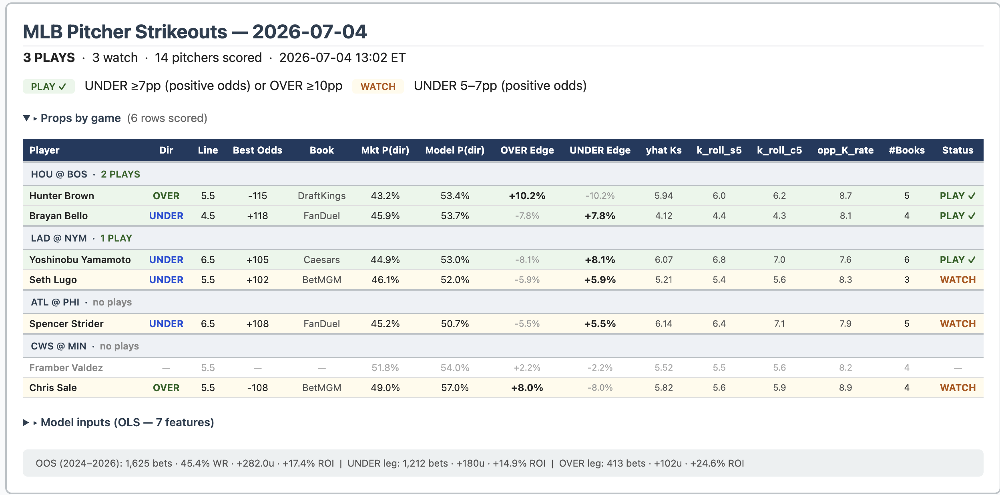 MLB Pitcher Strikeouts — 2026-07-04
3 PLAYS · 3 watch · 14 pitchers scored · 2026-07-04 13:02 ET
PLAY ✓ UNDER ≥7pp (positive odds) or OVER ≥10pp WATCH UNDER 5–7pp (positive odds)
▼ ▸ Props by game (6 rows scored)
Player Dir Line Best Odds Book Mkt P(dir) Model P(dir) OVER Edge UNDER Edge yhat Ks k_roll_s5 k_roll_c5 opp_K_rate #Books Status
HOU @ BOS · 2 PLAYS
Hunter Brown OVER 5.5 -115 DraftKings 43.2% 53.4% +10.2% -10.2% 5.94 6.0 6.2 8.7 5 PLAY ✓
Brayan Bello UNDER 4.5 +118 FanDuel 45.9% 53.7% -7.8% +7.8% 4.12 4.4 4.3 8.1 4 PLAY ✓
LAD @ NYM · 1 PLAY
Yoshinobu Yamamoto UNDER 6.5 +105 Caesars 44.9% 53.0% -8.1% +8.1% 6.07 6.8 7.0 7.6 6 PLAY ✓
Seth Lugo UNDER 5.5 +102 BetMGM 46.1% 52.0% -5.9% +5.9% 5.21 5.4 5.6 8.3 3 WATCH
ATL @ PHI · no plays
Spencer Strider UNDER 6.5 +108 FanDuel 45.2% 50.7% -5.5% +5.5% 6.14 6.4 7.1 7.9 5 WATCH
CWS @ MIN · no plays
Framber Valdez — 5.5 — — 51.8% 54.0% +2.2% -2.2% 5.52 5.5 5.6 8.2 4 —
Chris Sale OVER 5.5 -108 BetMGM 49.0% 57.0% +8.0% -8.0% 5.82 5.6 5.9 8.9 4 WATCH
▶ ▸ Model inputs (OLS — 7 features)
OOS (2024–2026): 1,625 bets · 45.4% WR · +282.0u · +17.4% ROI | UNDER leg: 1,212 bets · +180u · +14.9% ROI | OVER leg: 413 bets · +102u · +24.6% ROI